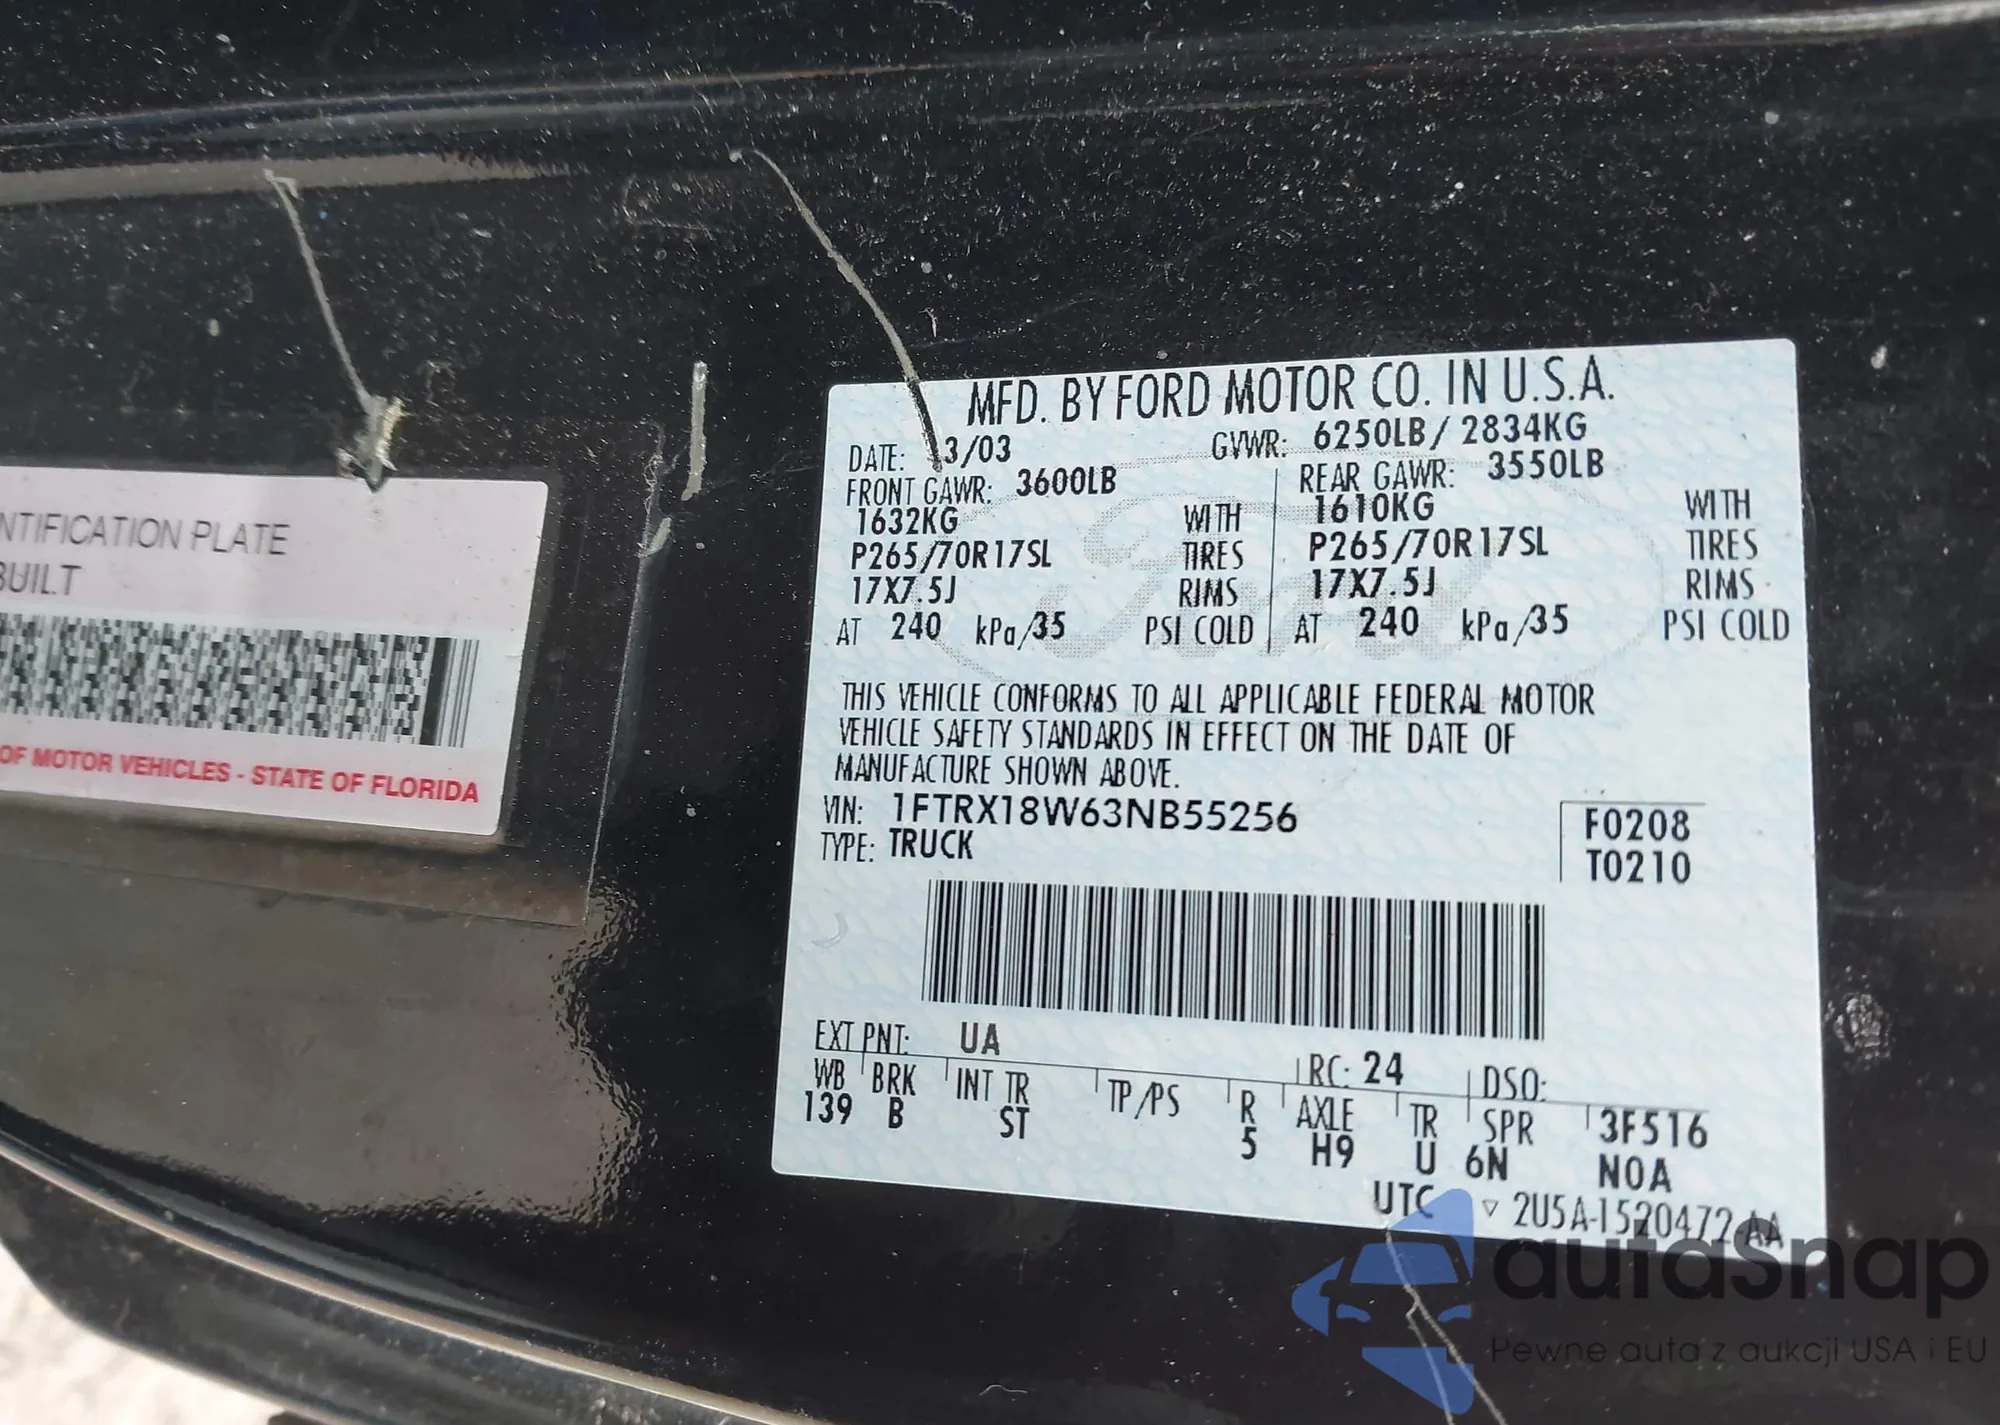 NTIFICATION PLATE
BUILT
OF MOTOR VEHICLES - STATE OF FLORIDA
MFD. BY FORD MOTOR CO. IN U.S.A.
DATE: 3/03 GVWR: 6250LB/ 2834KG
FRONT GAWR: 3600LB REAR GAWR: 3550LB
1632KG WITH 1610KG WITH
P265/70R17SL TIRES P265/70R17SL TIRES
17X7.5J RIMS 17X7.5J RIMS
AT 240 kPa/35 PSI COLD AT 240 kPa/35 PSI COLD
THIS VEHICLE CONFORMS TO ALL APPLICABLE FEDERAL MOTOR
VEHICLE SAFETY STANDARDS IN EFFECT ON THE DATE OF
MANUFACTURE SHOWN ABOVE.
VIN: 1FTRX18W63NB55256 F0208
TYPE: TRUCK T0210
EXT PNT: UA RC: 24 DSO:
WB BRK INT TR TP/PS R AXLE TR SPR 3F516
139 B ST 5 H9 U 6N N0A
UTC ▽ 2U5A-1520472-AA
autasnap
Pewne auta z aukcji USA i EU